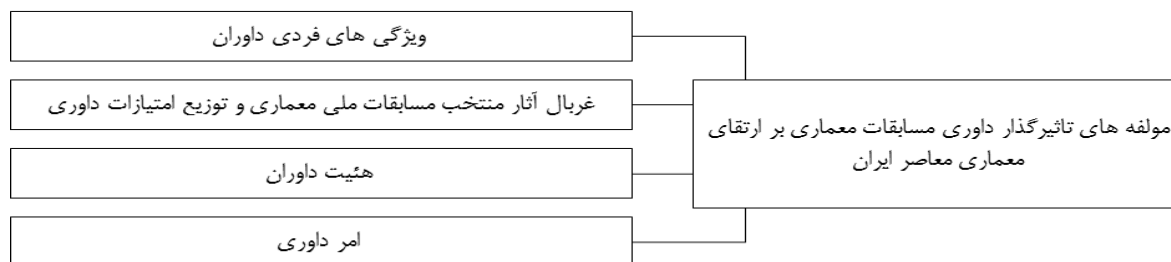 مولفه های تاثیرگذار داوری مسابقات معماری بر ارتقای
معماری معاصر ایران
ویژگی های فردی داوران
غربال آثار منتخب مسابقات ملی معماری و توزیع امتیازات داوری
هئیت داوران
امر داوری